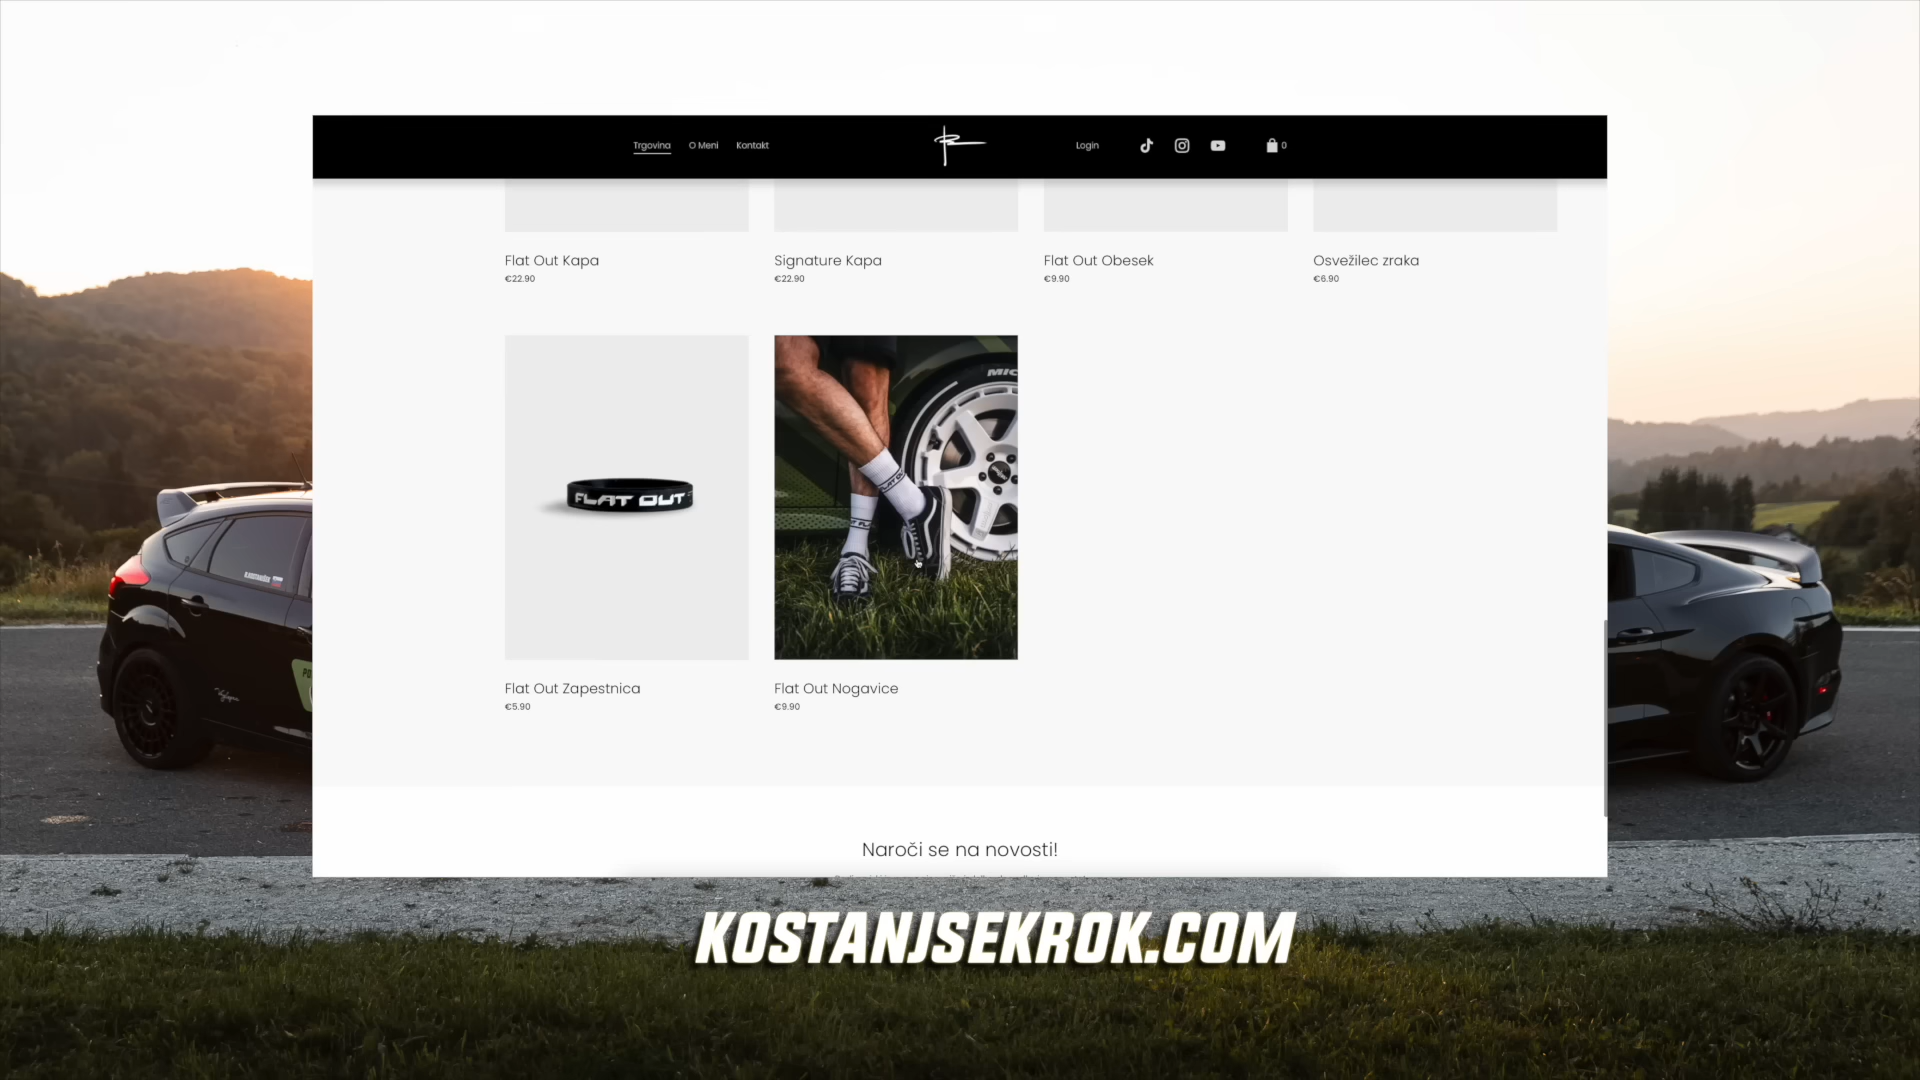 Trgovina O Meni Kontakt Login 0
Flat Out Kapa
€22.90
Signature Kapa
€22.90
Flat Out Obesek
€9.90
Osvežilec zraka
€6.90
MIC
FLAT OUT
Flat Out Zapestnica
€5.90
Flat Out Nogavice
€9.90
Naroči se na novosti!
KOSTANJSEKROK.COM